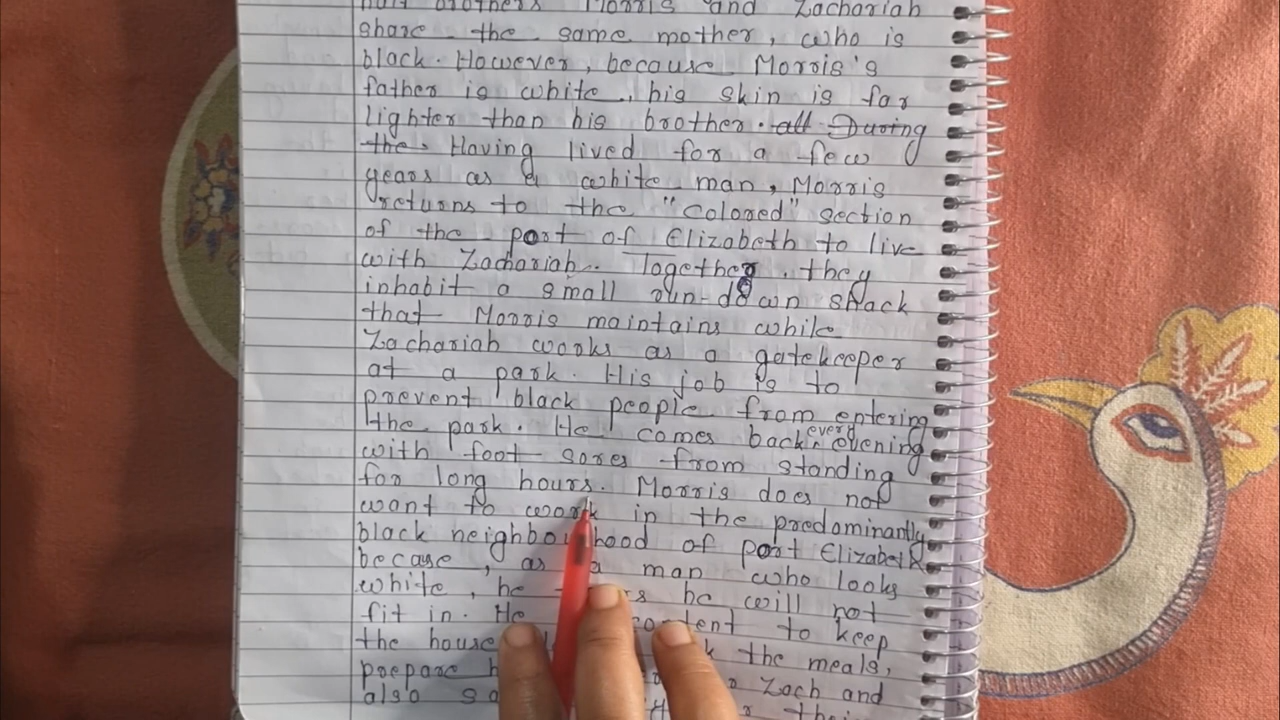 half brothers Morris and Zachariah
share the same mother, who is
black. However, because Morris's
father is white, his skin is far
lighter than his brother. all During
the. Having lived for a few
years as a white man, Morris
returns to the "colored" section
of the port of Elizabeth to live
with Zachariah. Together, they
inhabit a small run-down shack
that Morris maintains while
Zachariah works as a gatekeeper
at a park. His job is to
prevent black people from entering
the park. He comes back every evening
with foot sores from standing
for long hours. Morris does not
want to work in the predominantly
black neighbourhood of port Elizabeth
becase, as a man who looks
white, he he will not
fit in. He content to keep
the house the meals,
prepare Zach and
also